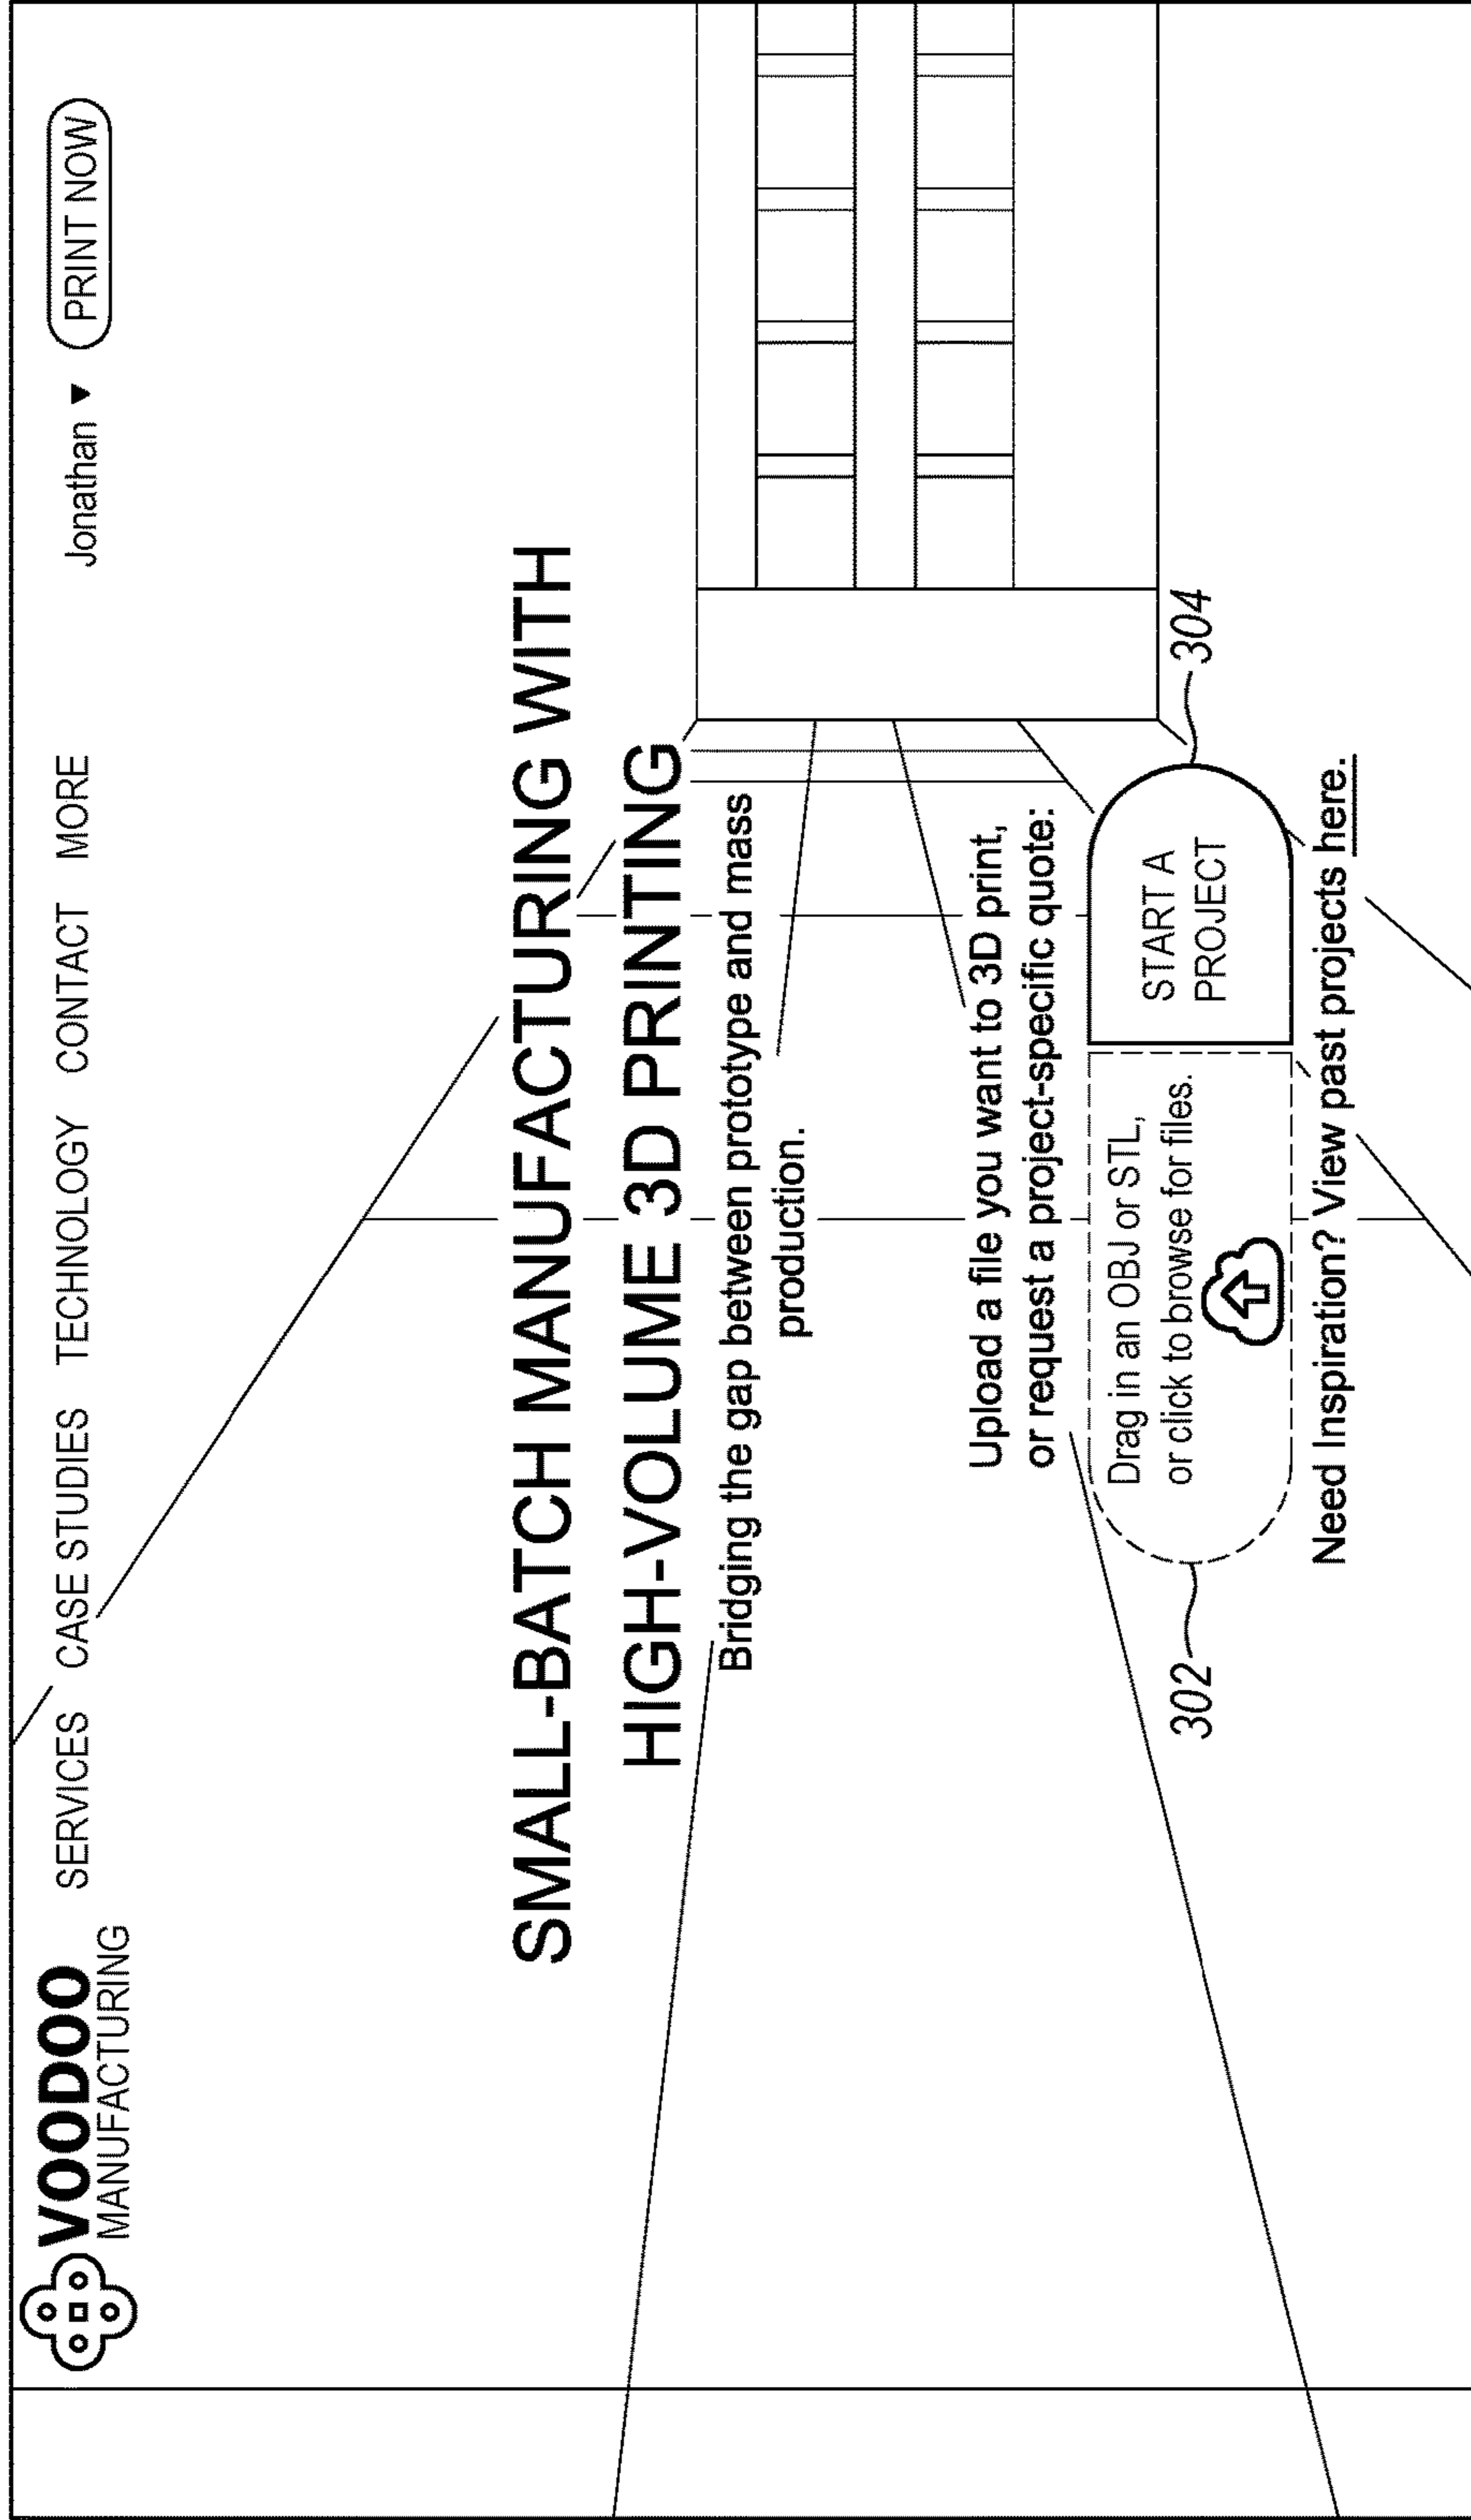 VOODOO
MANUFACTURING
SERVICES CASE STUDIES TECHNOLOGY CONTACT MORE
Jonathan ▼ PRINT NOW
SMALL-BATCH MANUFACTURING WITH
HIGH-VOLUME 3D PRINTING
Bridging the gap between prototype and mass
production.
Upload a file you want to 3D print,
or request a project-specific quote:
Drag in an OBJ or STL,
or click to browse for files.
START A
PROJECT
302
304
Need Inspiration? View past projects here.